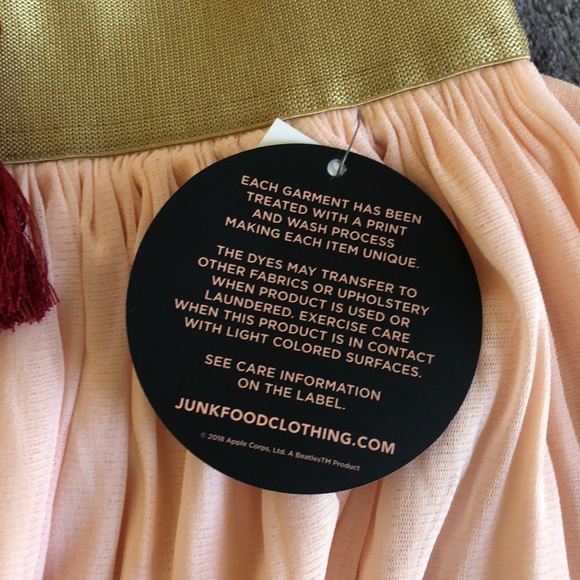 EACH GARMENT HAS BEEN
TREATED WITH A PRINT
AND WASH PROCESS
MAKING EACH ITEM UNIQUE.
THE DYES MAY TRANSFER TO
OTHER FABRICS OR UPHOLSTERY
WHEN PRODUCT IS USED OR
LAUNDERED. EXERCISE CARE
WHEN THIS PRODUCT IS IN CONTACT
WITH LIGHT COLORED SURFACES.
SEE CARE INFORMATION
ON THE LABEL.
JUNKFOODCLOTHING.COM
© 2018 Apple Corps, Ltd. A BeatlesTM Product